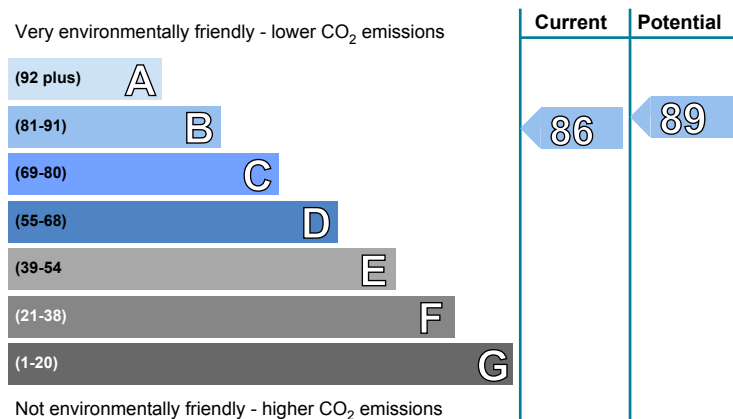 Very environmentally friendly - lower CO₂ emissions
Current
Potential
(92 plus) A
(81-91) B
(69-80) C
(55-68) D
(39-54 E
(21-38) F
(1-20) G
86
89
Not environmentally friendly - higher CO₂ emissions